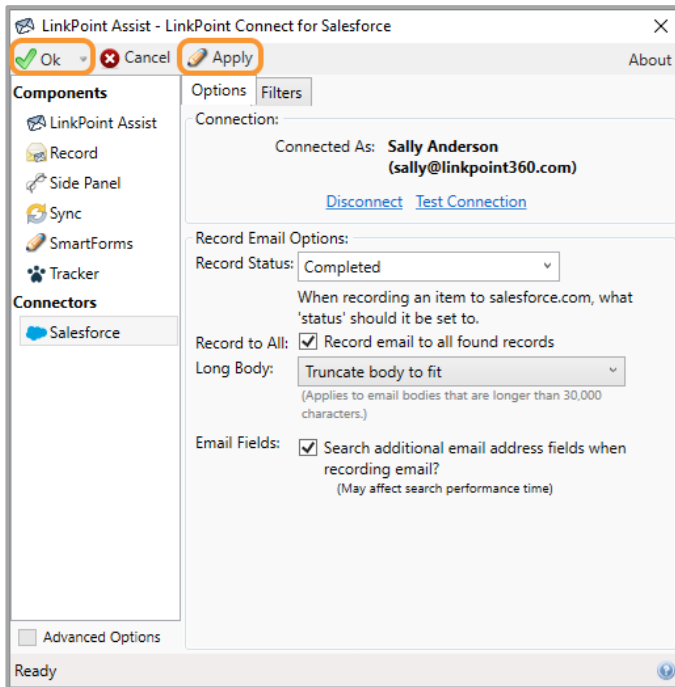 LinkPoint Assist - LinkPoint Connect for Salesforce
Ok Cancel Apply About
Components
LinkPoint Assist
Record
Side Panel
Sync
SmartForms
Tracker
Connectors
Salesforce
Advanced Options
Options Filters
Connection:
Connected As: Sally Anderson
(sally@linkpoint360.com)
Disconnect Test Connection
Record Email Options:
Record Status: Completed
When recording an item to salesforce.com, what
'status' should it be set to.
Record to All: Record email to all found records
Long Body: Truncate body to fit
(Applies to email bodies that are longer than 30,000
characters.)
Email Fields: Search additional email address fields when
recording email?
(May affect search performance time)
Ready